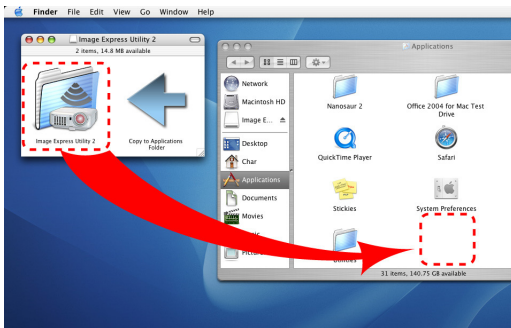 Finder File Edit View Go Window Help
Image Express Utility 2
2 items, 14.8 MB available
Image Express Utility 2
Copy to Applications
Folder
Applications
Network
Macintosh HD
Image E...
Desktop
Char
Applications
Documents
Movies
Nanosaur 2
Office 2004 for Mac Test
Drive
QuickTime Player
Safari
Stickies
System Preferences
31 items, 140.75 GB available